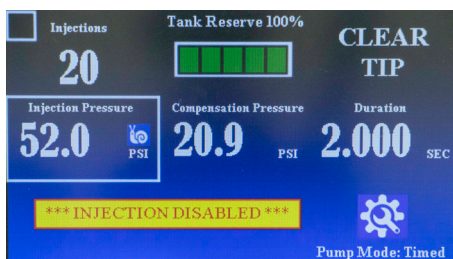 Injections
20
Tank Reserve 100%
CLEAR
TIP
Injection Pressure
52.0 PSI
Compensation Pressure
20.9 PSI
Duration
2.000 SEC
*** INJECTION DISABLED ***
Pump Mode: Timed